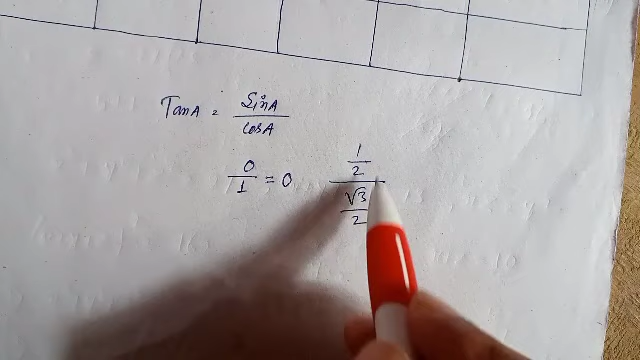 TanA = SinA / cosA
0/1 = 0 (1/2) / (√3/2)